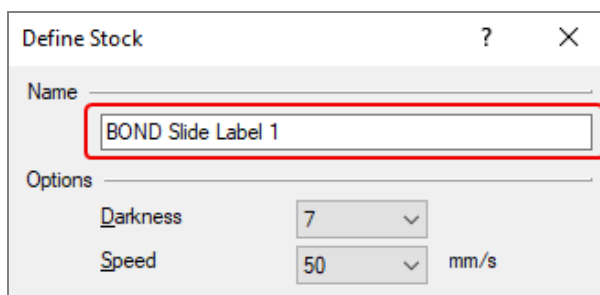 Define Stock ?
Name
BOND Slide Label 1
Options
Darkness 7
Speed 50 mm/s